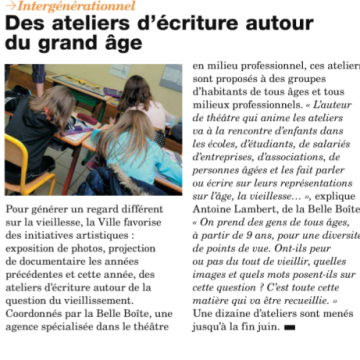 →Intergénérationnel
Des ateliers d'écriture autour
du grand âge
Pour générer un regard différent
sur la vieillesse, la Ville favorise
des initiatives artistiques :
exposition de photos, projection
de documentaire les années
précédentes et cette année, des
ateliers d'écriture autour de la
question du vieillissement.
Coordonnés par la Belle Boîte, une
agence spécialisée dans le théâtre
en milieu professionnel, ces ateliers
sont proposés à des groupes
d'habitants de tous âges et tous
milieux professionnels. « L'auteur
de théâtre qui anime les ateliers
va à la rencontre d'enfants dans
les écoles, d'étudiants, de salariés
d'entreprises, d'associations, de
personnes âgées et les fait parler
ou écrire sur leurs représentations
sur l'âge, la vieillesse… », explique
Antoine Lambert, de la Belle Boîte.
« On prend des gens de tous âges,
à partir de 9 ans, pour une diversité
de points de vue. Ont-ils peur
ou pas du tout de vieillir, quelles
images et quels mots posent-ils sur
cette question ? C'est toute cette
matière qui va être recueillie. »
Une dizaine d'ateliers sont menés
jusqu'à la fin juin.